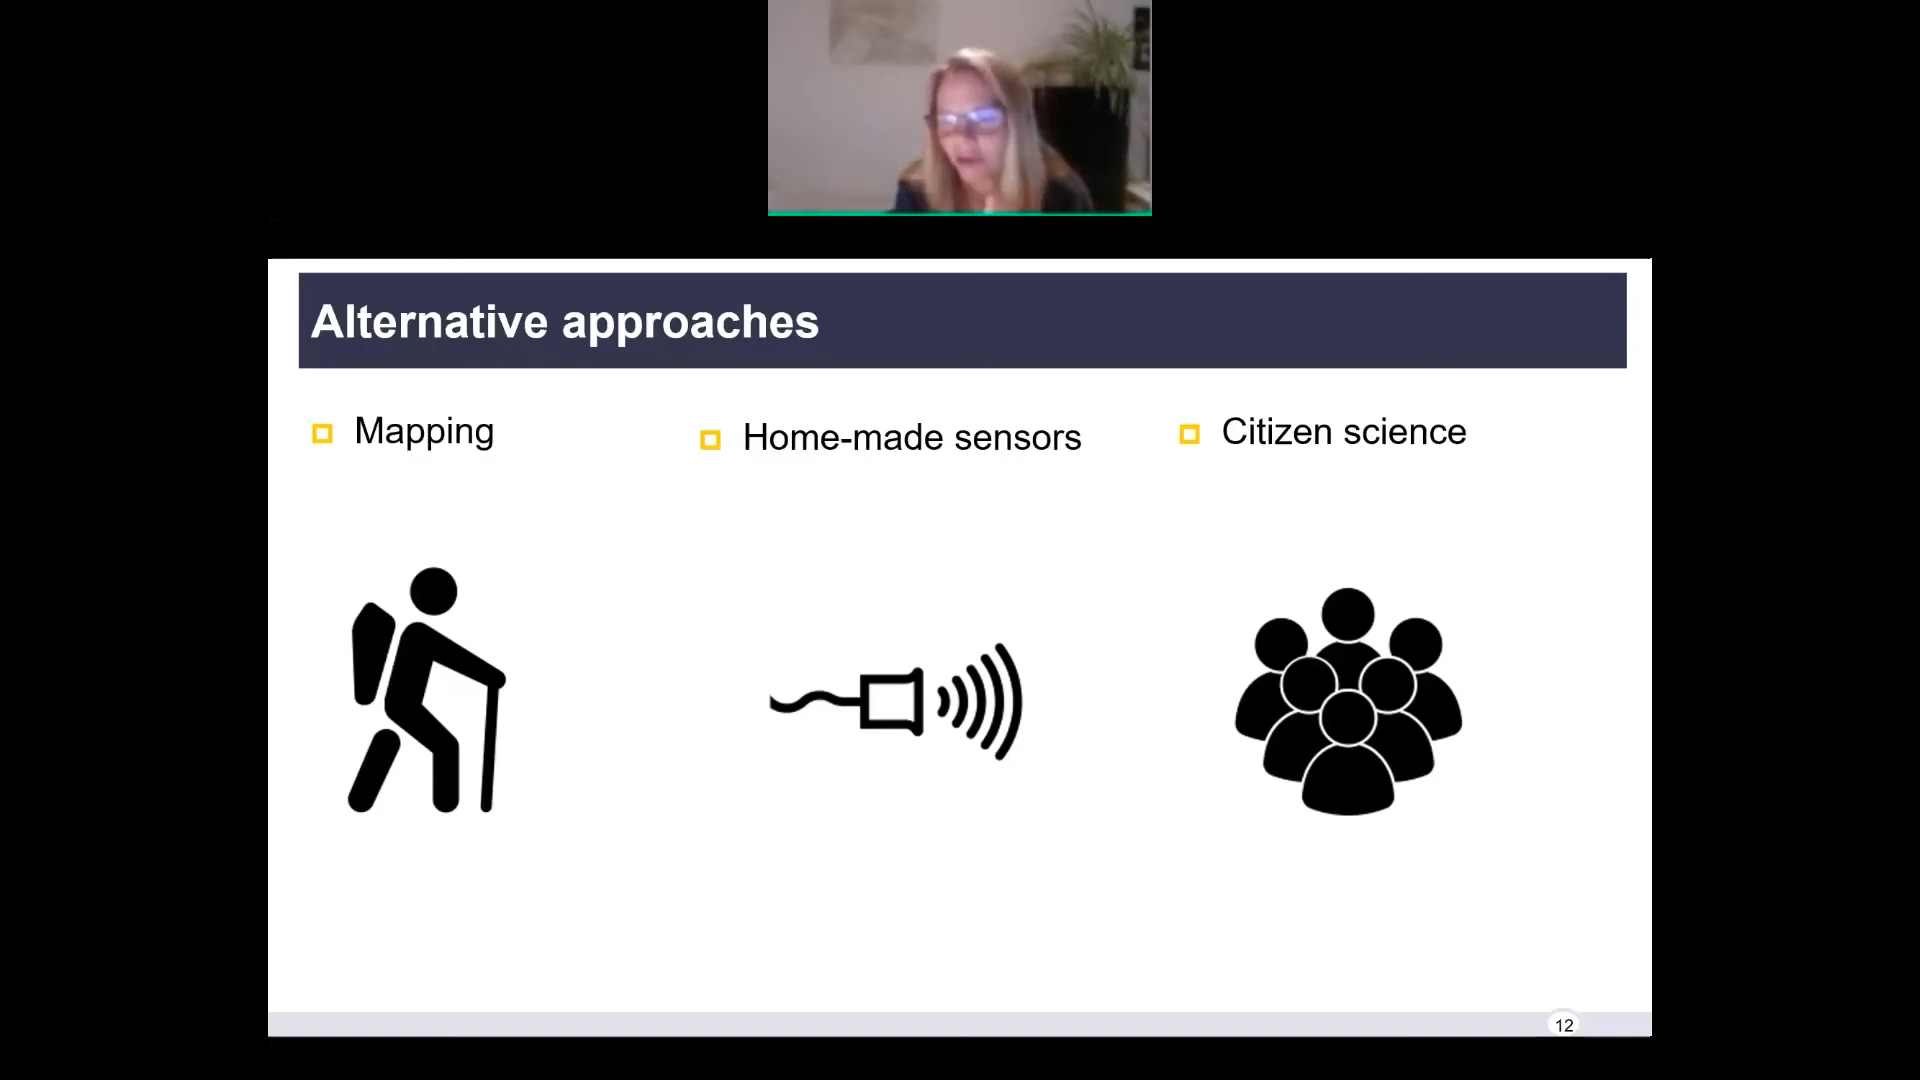 Alternative approaches
Mapping
Home-made sensors
Citizen science
12